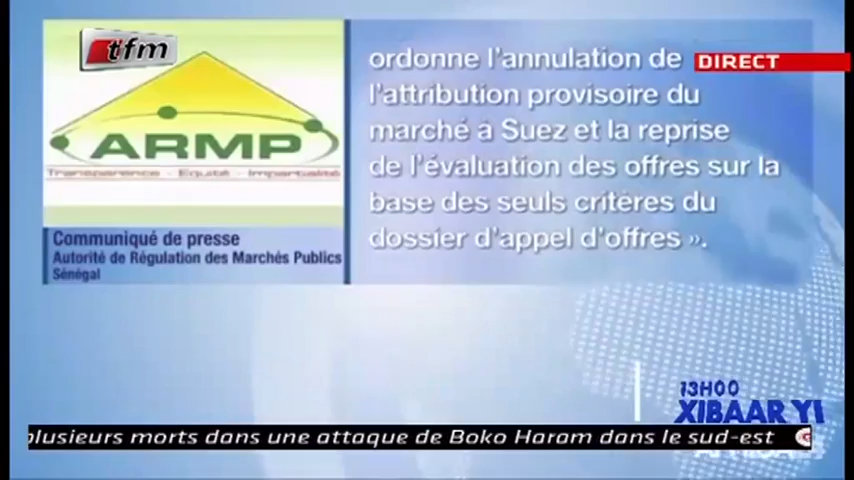 tfm
DIRECT
ARMP
Transparence - Equité - Impartialité
Communiqué de presse
Autorité de Régulation des Marchés Publics
Sénégal
ordonne l'annulation de
l'attribution provisoire du
marché à Suez et la reprise
de l'évaluation des offres sur la
base des seuls critères du
dossier d'appel d'offres ».
13H00
XIBAAR YI
plusieurs morts dans une attaque de Boko Haram dans le sud-est